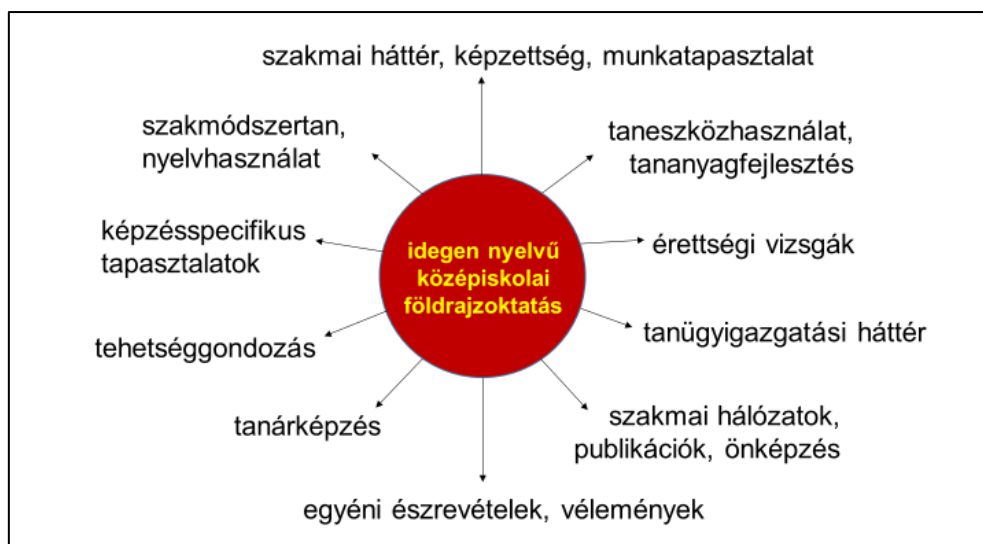 szakmai háttér, képzettség, munkatapasztalat
szakmódszertan,
nyelvhasználat
taneszközhasználat,
tananyagfejlesztés
képzésspecifikus
tapasztalatok
idegen nyelvű
középiskolai
földrajzoktatás
érettségi vizsgák
tehetséggondozás
tanügyigazgatási háttér
tanárképzés
szakmai hálózatok,
publikációk, önképzés
egyéni észrevételek, vélemények